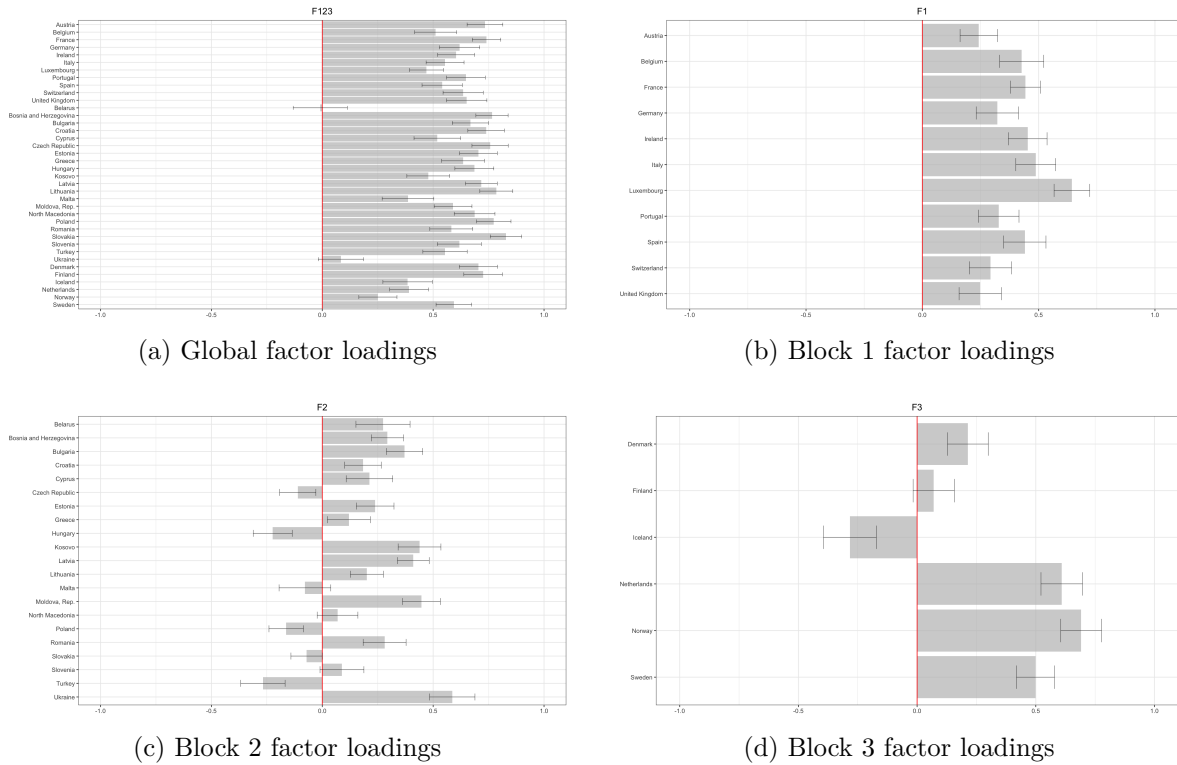 F123
Austria
Belgium
France
Germany
Ireland
Italy
Luxembourg
Portugal
Spain
Switzerland
United Kingdom
Belarus
Bosnia and Herzegovina
Bulgaria
Croatia
Cyprus
Czech Republic
Estonia
Greece
Hungary
Kosovo
Latvia
Lithuania
Malta
Moldova, Rep.
North Macedonia
Poland
Romania
Slovakia
Slovenia
Turkey
Ukraine
Denmark
Finland
Iceland
Netherlands
Norway
Sweden
-1.0 -0.5 0.0 0.5 1.0
(a) Global factor loadings
F1
Austria
Belgium
France
Germany
Ireland
Italy
Luxembourg
Portugal
Spain
Switzerland
United Kingdom
-1.0 -0.5 0.0 0.5 1.0
(b) Block 1 factor loadings
F2
Belarus
Bosnia and Herzegovina
Bulgaria
Croatia
Cyprus
Czech Republic
Estonia
Greece
Hungary
Kosovo
Latvia
Lithuania
Malta
Moldova, Rep.
North Macedonia
Poland
Romania
Slovakia
Slovenia
Turkey
Ukraine
-1.0 -0.5 0.0 0.5 1.0
(c) Block 2 factor loadings
F3
Denmark
Finland
Iceland
Netherlands
Norway
Sweden
-1.0 -0.5 0.0 0.5 1.0
(d) Block 3 factor loadings